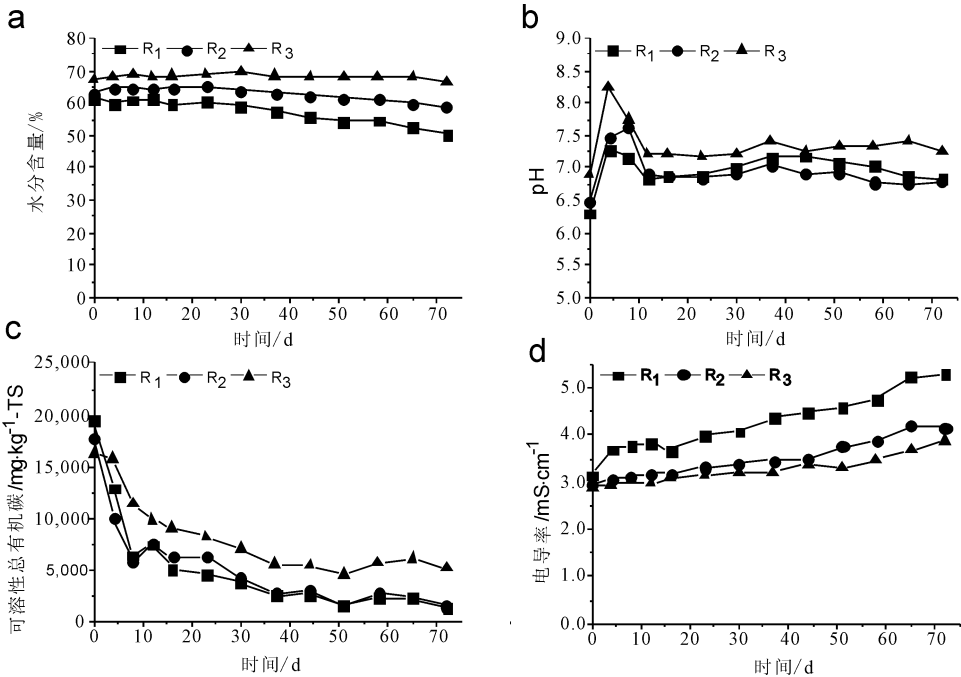 a
R1 R2 R3
80
70
60
50
40
30
20
10
0
水分含量/%
0 10 20 30 40 50 60 70
时间/d
b
R1 R2 R3
9.0
8.5
8.0
7.5
7.0
6.5
6.0
5.5
5.0
pH
0 10 20 30 40 50 60 70
时间/d
c
R1 R2 R3
25,000
20,000
15,000
10,000
5,000
0
可溶性总有机碳/mg·kg⁻¹-TS
0 10 20 30 40 50 60 70
时间/d
d
R1 R2 R3
5.0
4.0
3.0
2.0
1.0
0.0
电导率/mS·cm⁻¹
0 10 20 30 40 50 60 70
时间/d